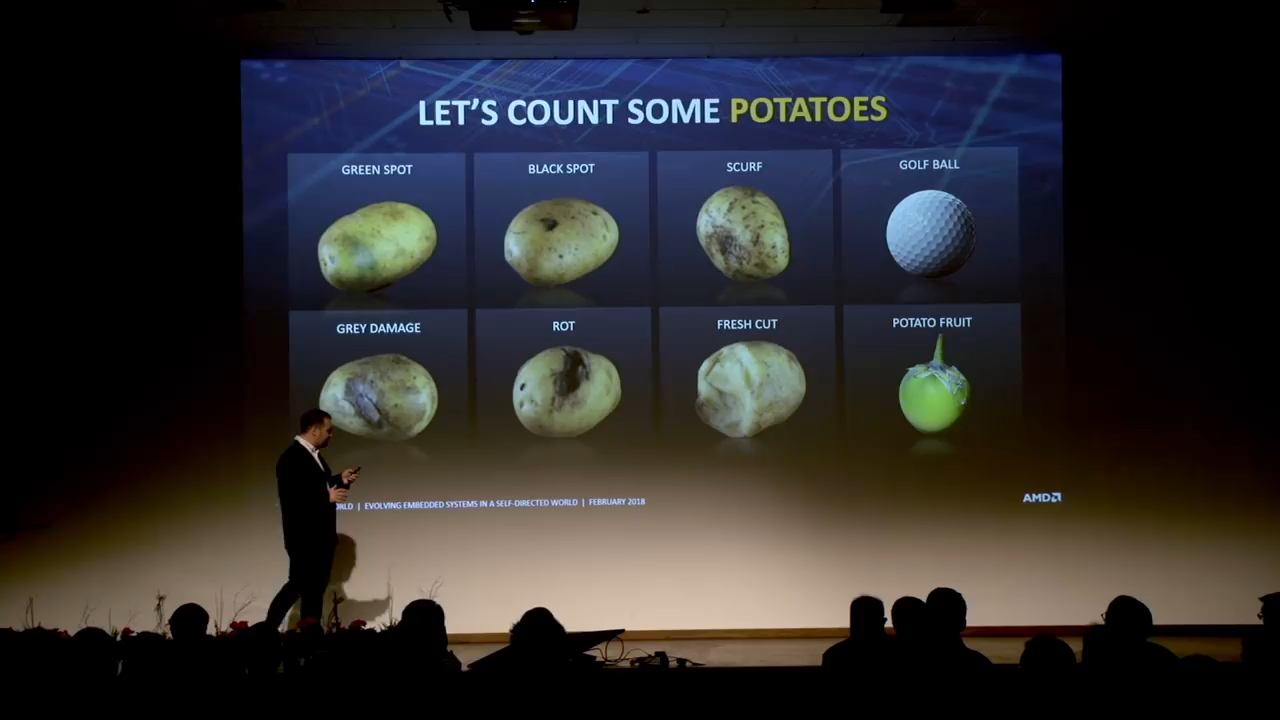 LET'S COUNT SOME POTATOES
GREEN SPOT
BLACK SPOT
SCURF
GOLF BALL
GREY DAMAGE
ROT
FRESH CUT
POTATO FRUIT
| EVOLVING EMBEDDED SYSTEMS IN A SELF-DIRECTED WORLD | FEBRUARY 2018
AMD